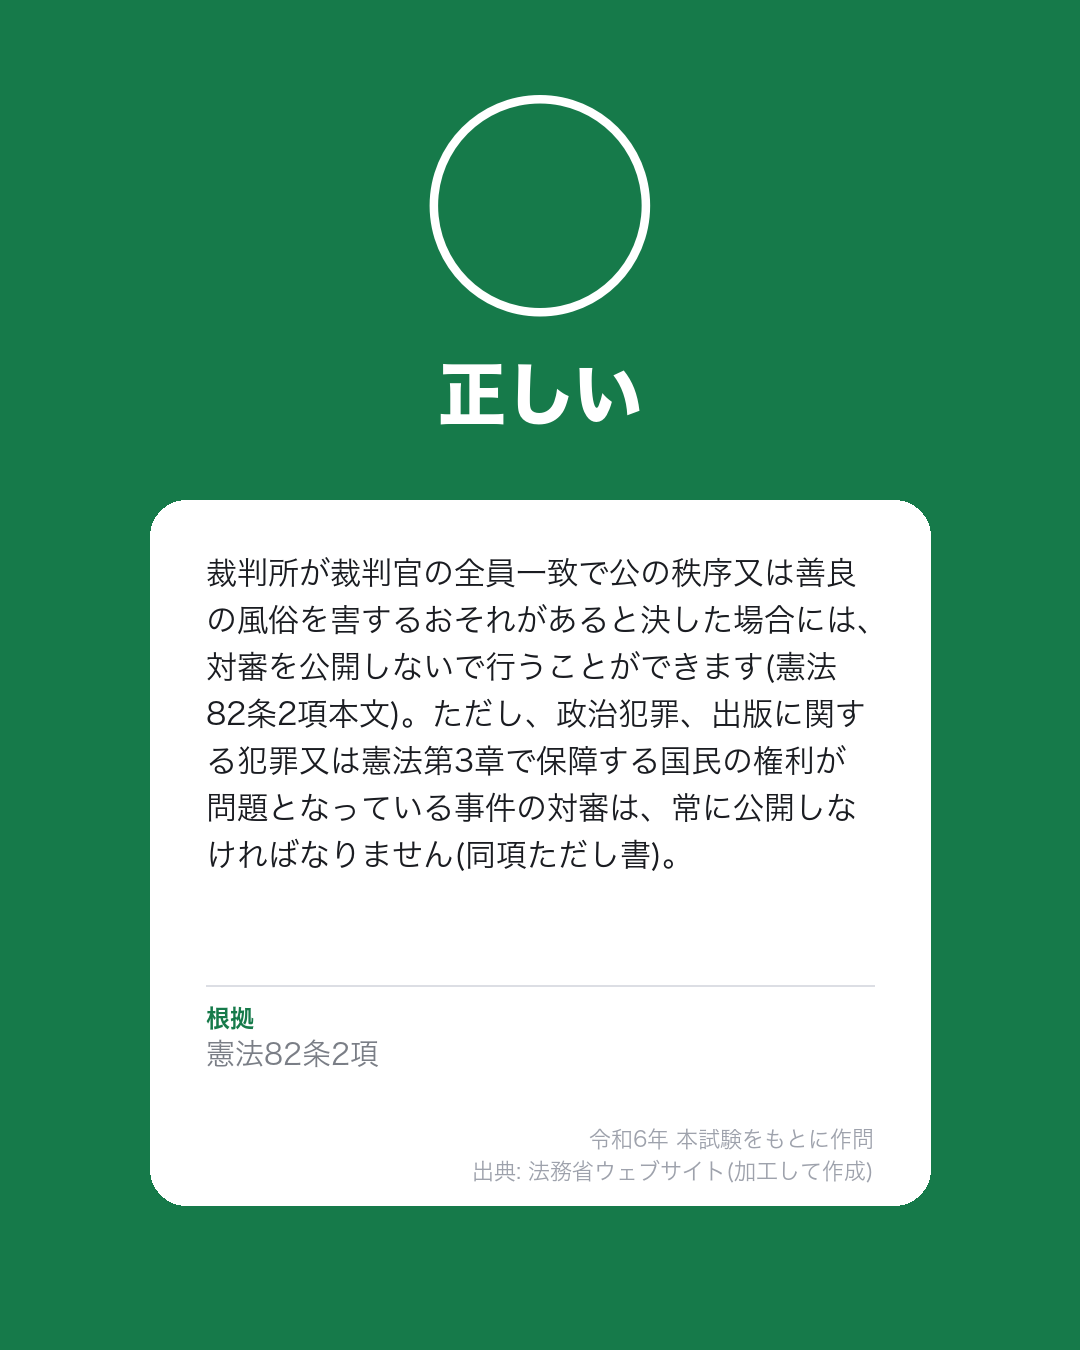 正しい
裁判所が裁判官の全員一致で公の秩序又は善良
の風俗を害するおそれがあると決した場合には、
対審を公開しないで行うことができます(憲法
82条2項本文)。ただし、政治犯罪、出版に関す
る犯罪又は憲法第3章で保障する国民の権利が
問題となっている事件の対審は、常に公開しな
ければなりません(同項ただし書)。
根拠
憲法82条2項
令和6年 本試験をもとに作問
出典: 法務省ウェブサイト(加工して作成)